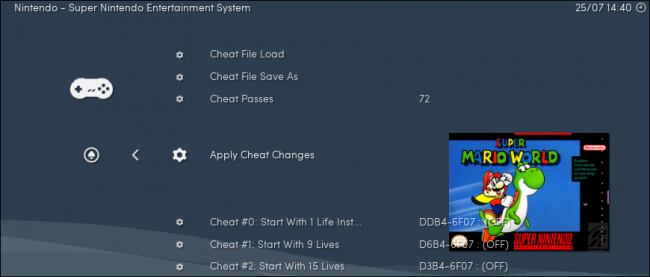 Nintendo - Super Nintendo Entertainment System
25/07 14:40
Cheat File Load
Cheat File Save As
Cheat Passes 72
Apply Cheat Changes
SUPER
MARIO WORLD
Nintendo
SUPER NINTENDO
Cheat #0: Start With 1 Life Inst... DDB4-6F07 : (OFF)
Cheat #1: Start With 9 Lives D6B4-6F07 : (OFF)
Cheat #2: Start With 15 Lives D3B4-6F07 : (OFF)